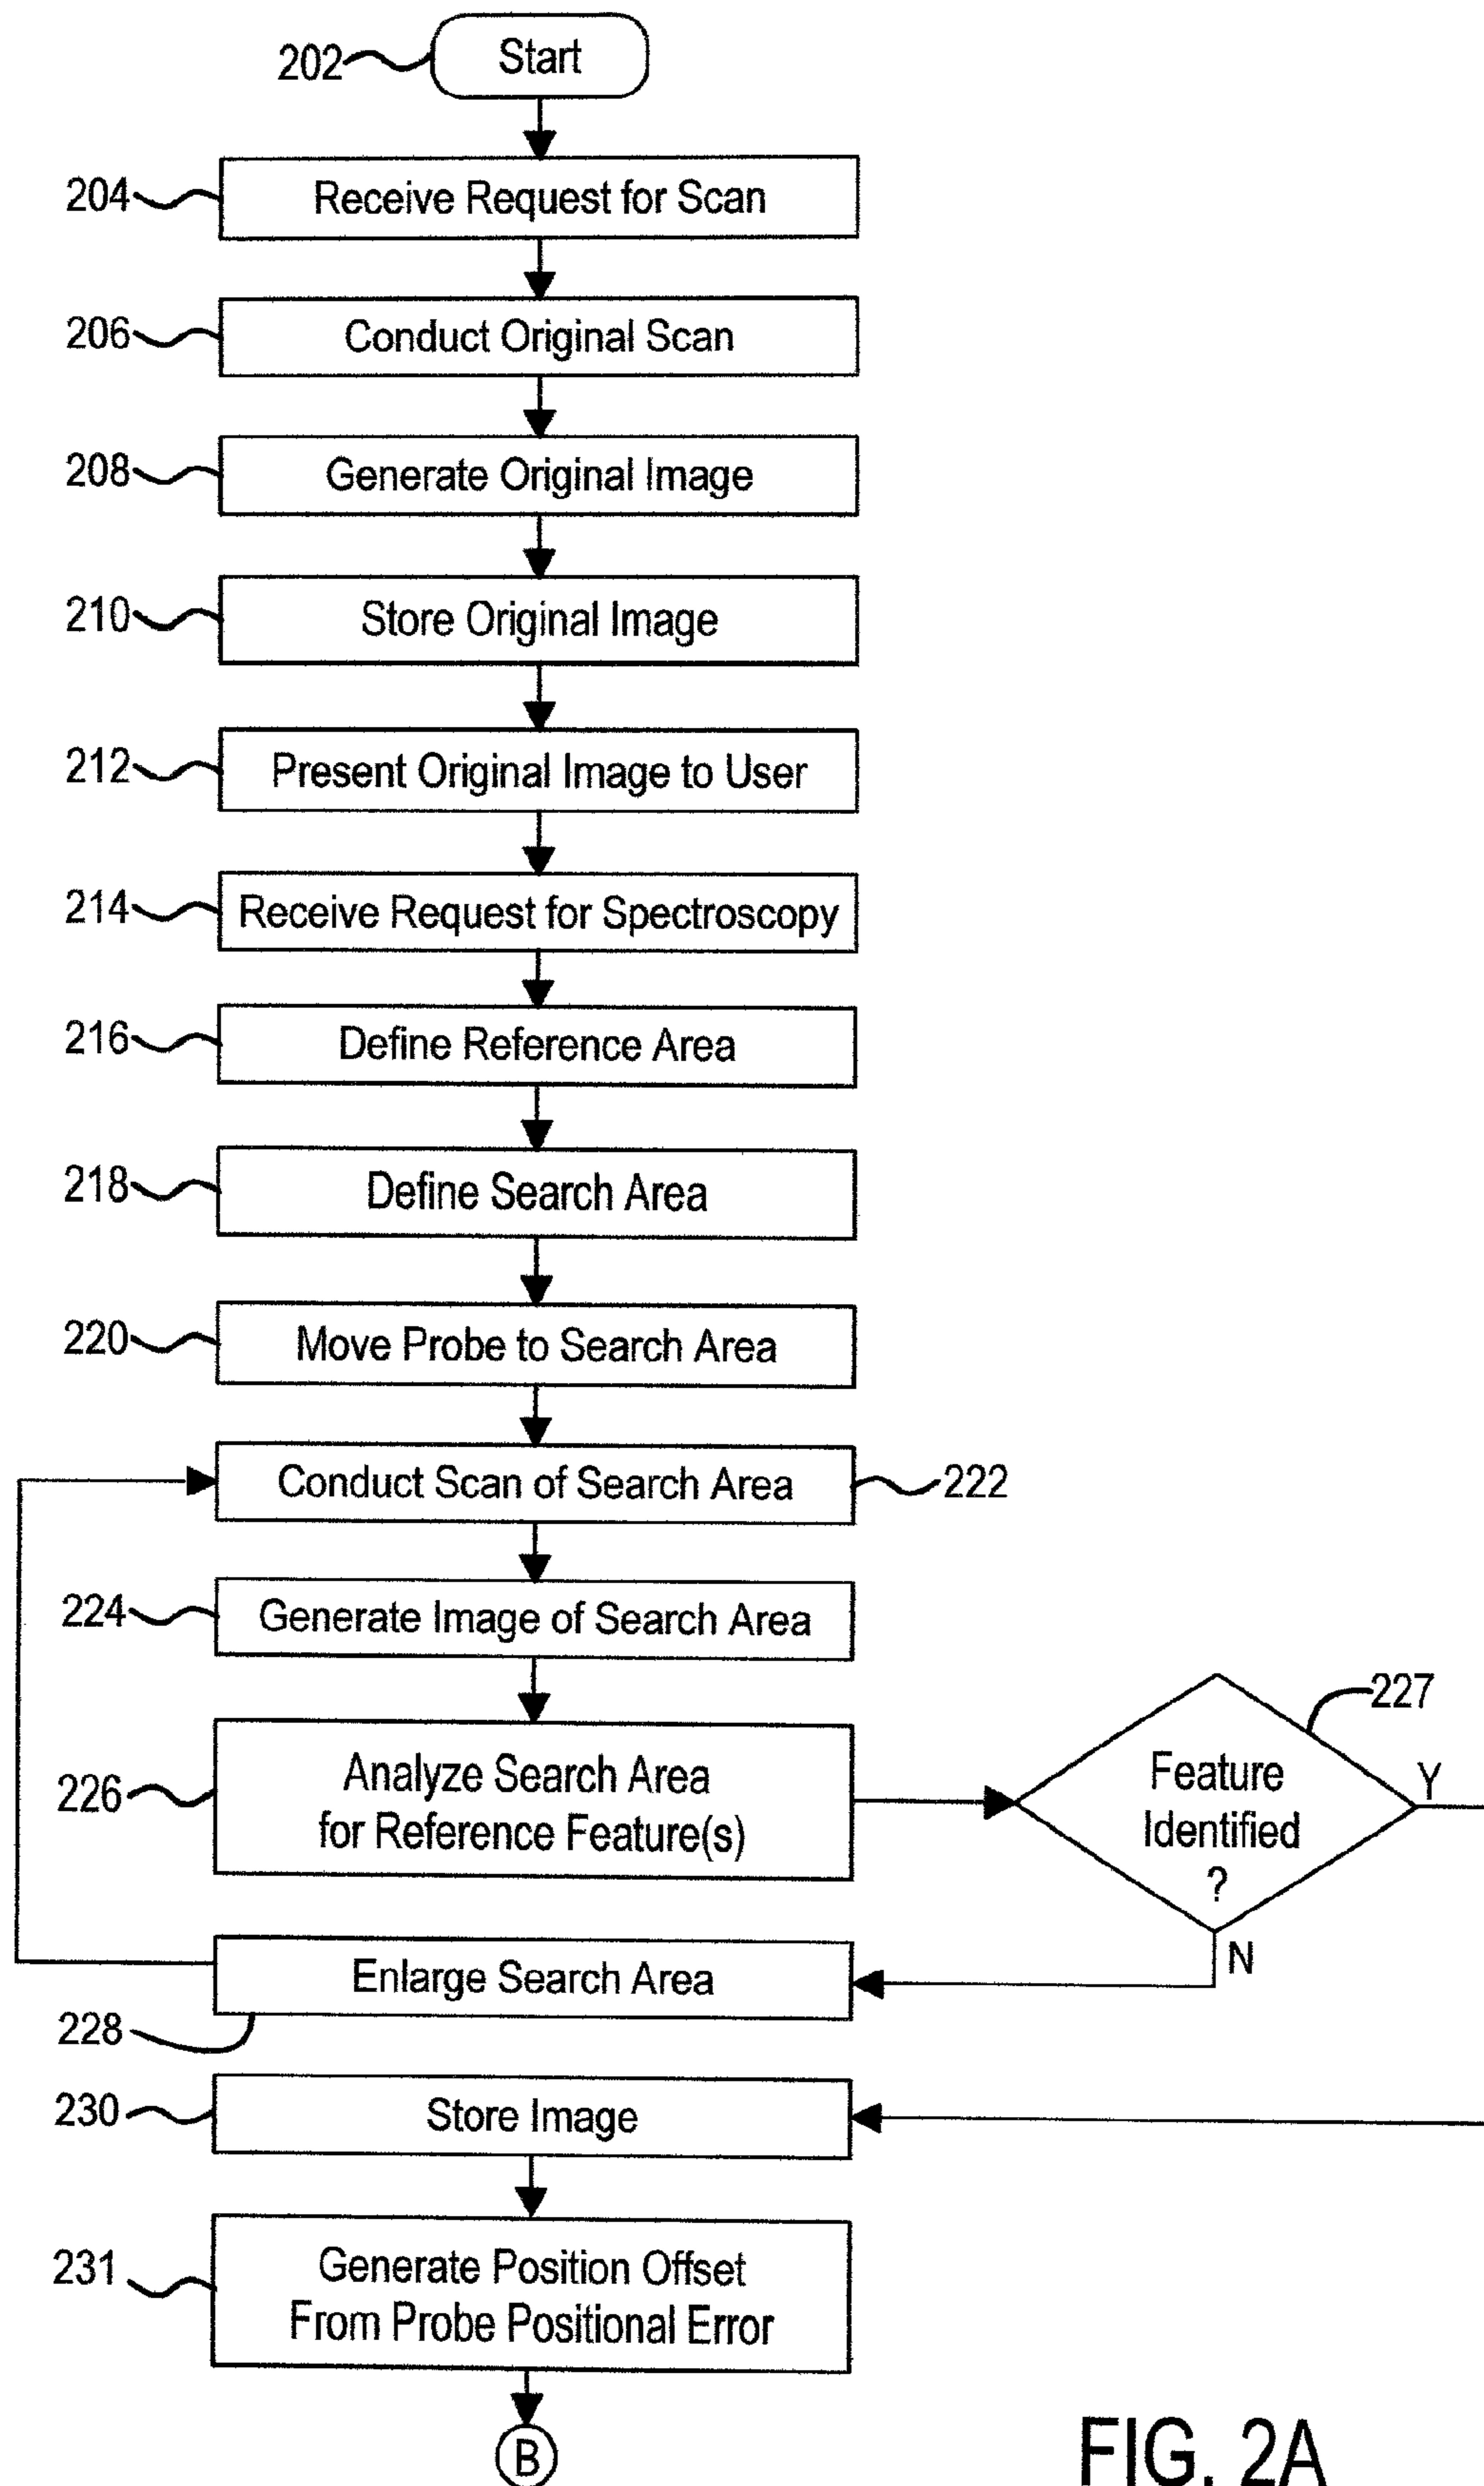 202
Start
204
Receive Request for Scan
206
Conduct Original Scan
208
Generate Original Image
210
Store Original Image
212
Present Original Image to User
214
Receive Request for Spectroscopy
216
Define Reference Area
218
Define Search Area
220
Move Probe to Search Area
Conduct Scan of Search Area
222
224
Generate Image of Search Area
226
Analyze Search Area
for Reference Feature(s)
227
Feature
Identified
?
Y
N
Enlarge Search Area
228
230
Store Image
231
Generate Position Offset
From Probe Positional Error
B
FIG. 2A